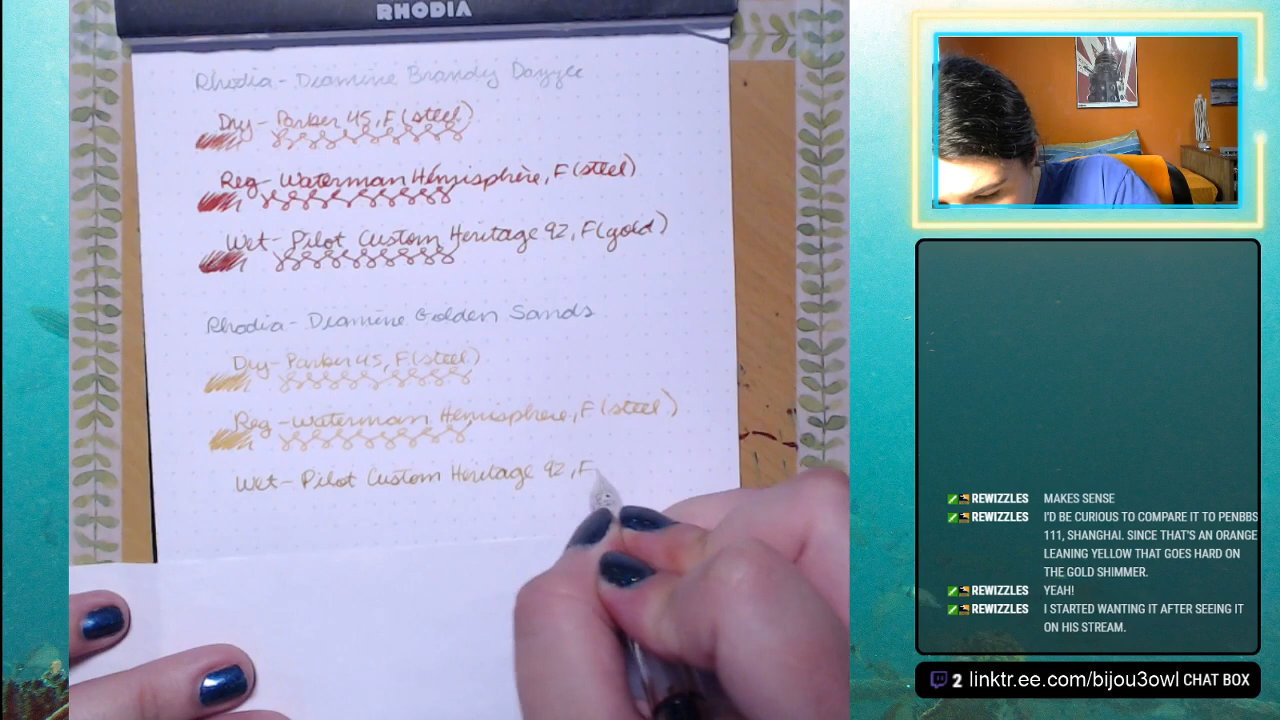 RHODIA
Rhodia - Diamine Brandy Dazzle
Dry - Parker 45, F (steel)
Reg - Waterman Hémisphère, F (steel)
Wet - Pilot Custom Heritage 92, F (gold)
Rhodia - Diamine Golden Sands
Dry - Parker 45, F (steel)
Reg - Waterman Hémisphère, F (steel)
Wet - Pilot Custom Heritage 92, F
REWIZZLES MAKES SENSE
REWIZZLES I'D BE CURIOUS TO COMPARE IT TO PENBBS
111, SHANGHAI. SINCE THAT'S AN ORANGE
LEANING YELLOW THAT GOES HARD ON
THE GOLD SHIMMER.
REWIZZLES YEAH!
REWIZZLES I STARTED WANTING IT AFTER SEEING IT
ON HIS STREAM.
2 linktr.ee.com/bijou3owl CHAT BOX